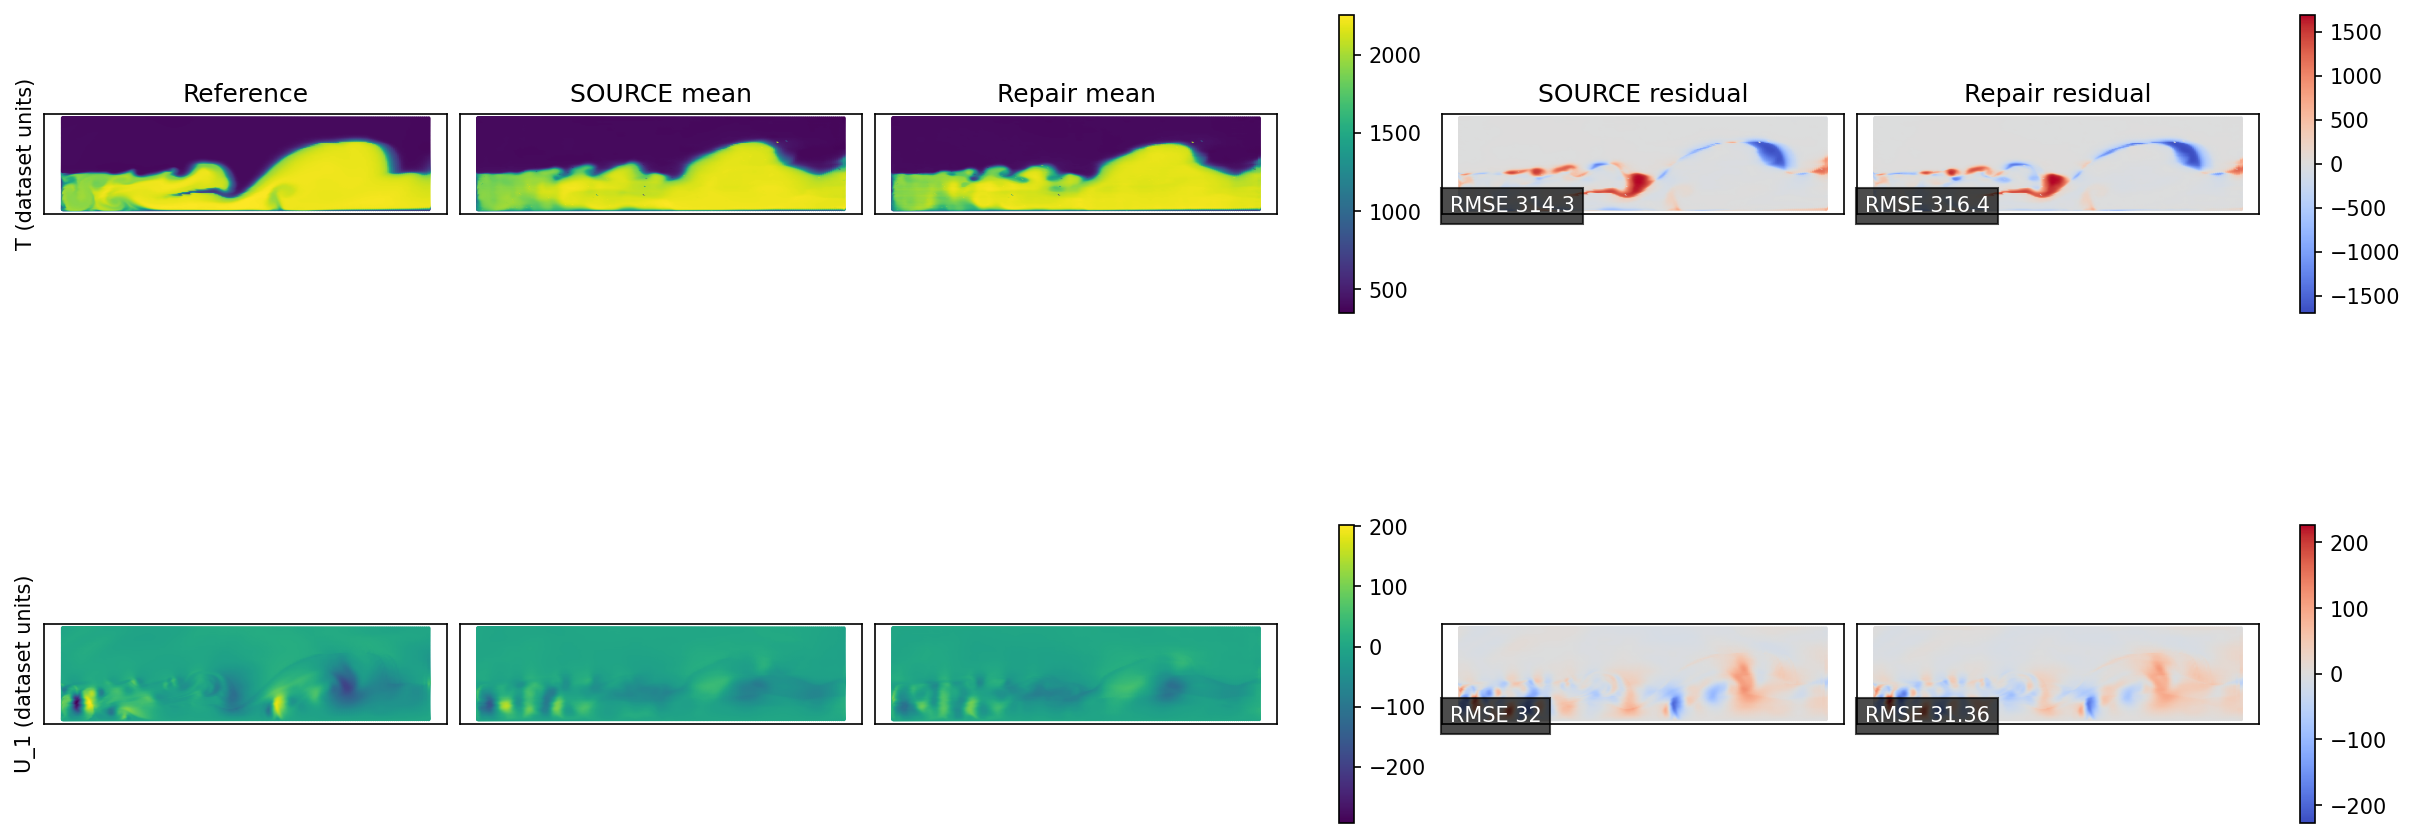 Reference
SOURCE mean
Repair mean
SOURCE residual
Repair residual
T (dataset units)
2000
1500
1000
500
RMSE 314.3
RMSE 316.4
1500
1000
500
0
−500
−1000
−1500
U_1 (dataset units)
200
100
0
−100
−200
RMSE 32
RMSE 31.36
200
100
0
−100
−200